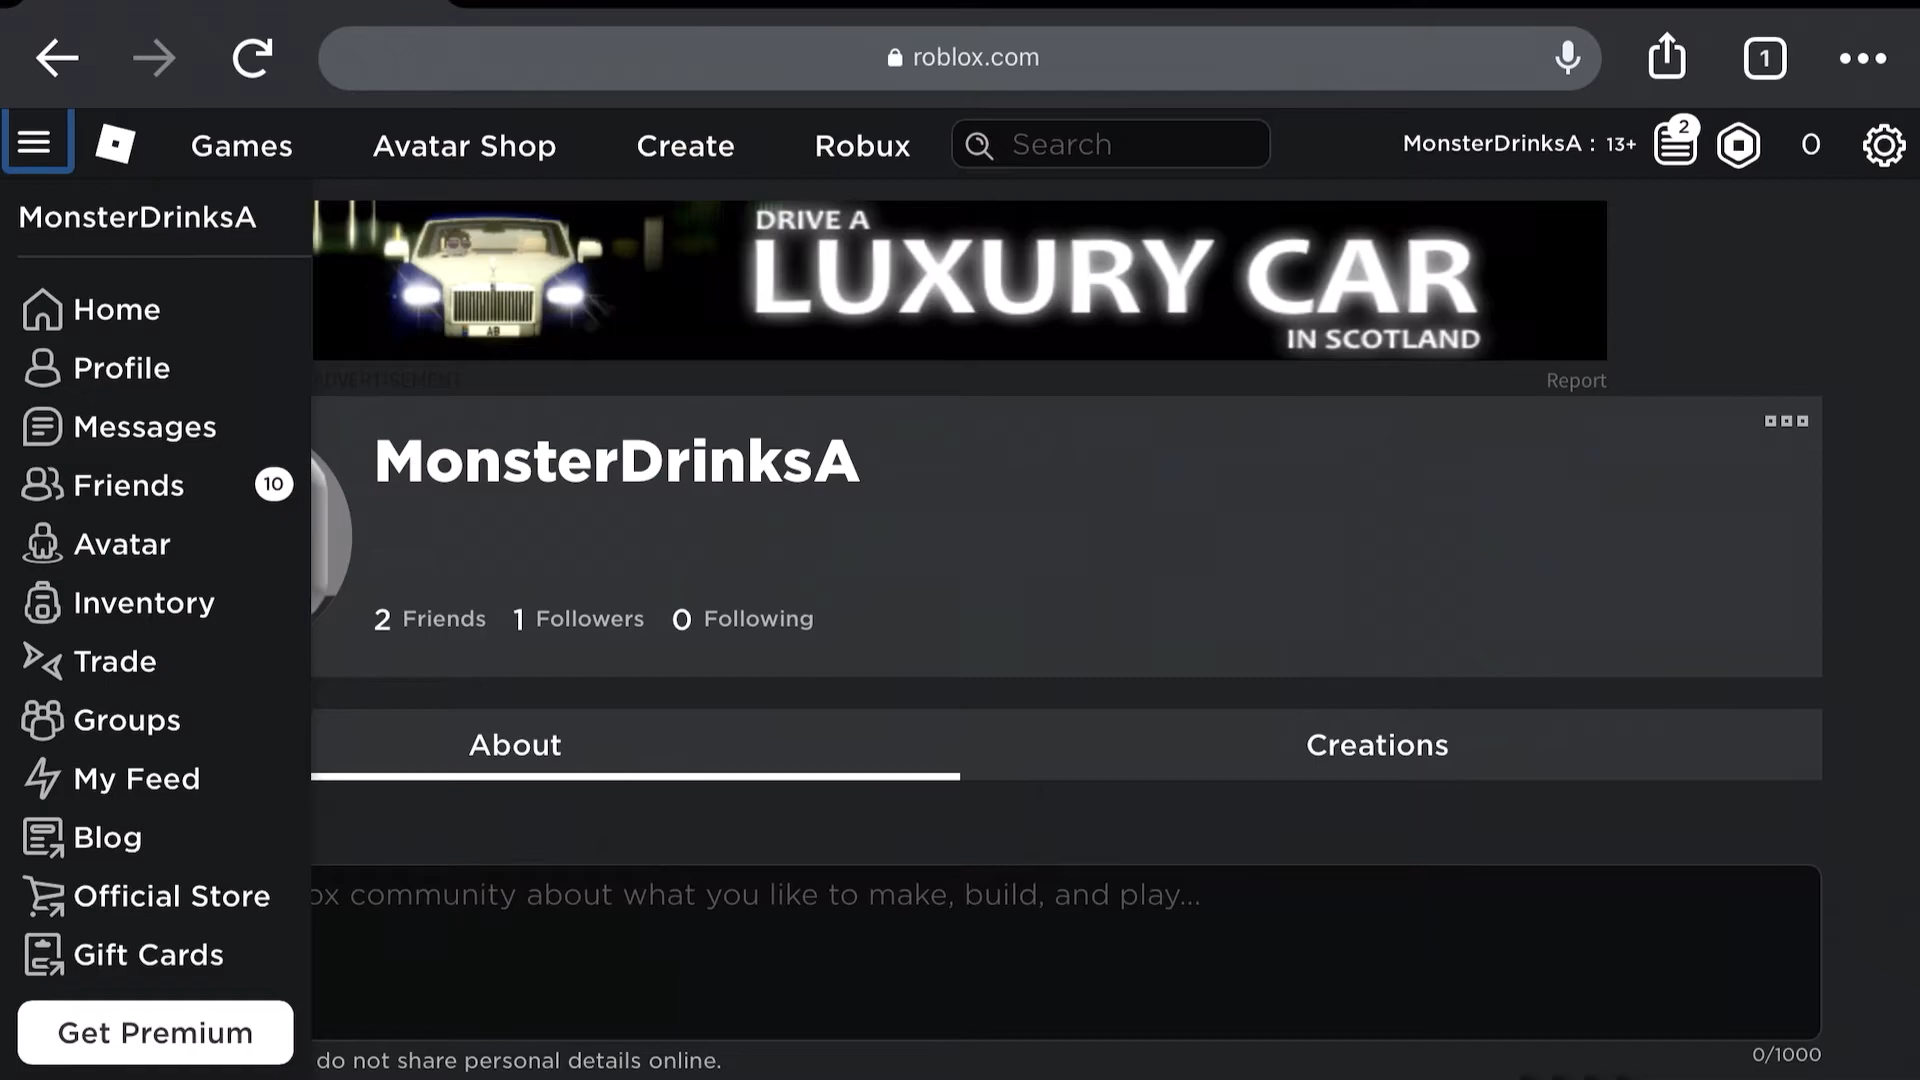 roblox.com
1
Games
Avatar Shop
Create
Robux
Search
MonsterDrinksA : 13+
2
0
MonsterDrinksA
Home
Profile
Messages
Friends
10
Avatar
Inventory
Trade
Groups
My Feed
Blog
Official Store
Gift Cards
Get Premium
DRIVE A
LUXURY CAR
IN SCOTLAND
AB
ADVERTISEMENT
Report
MonsterDrinksA
2 Friends 1 Followers 0 Following
About
Creations
ox community about what you like to make, build, and play...
do not share personal details online.
0/1000